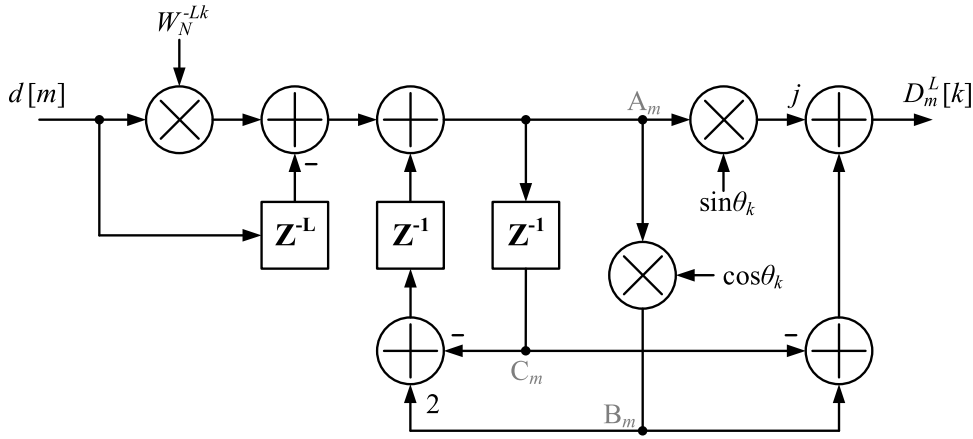 W_N^{-Lk}
d[m]
A_m
j
D_m^L[k]
–
sinθ_k
Z^{-L}
Z^{-1}
Z^{-1}
cosθ_k
–
–
C_m
2
B_m